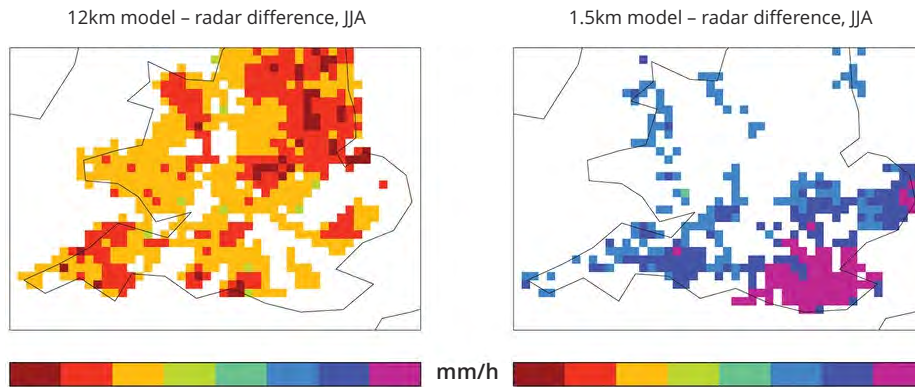 12km model – radar difference, JJA
1.5km model – radar difference, JJA
mm/h